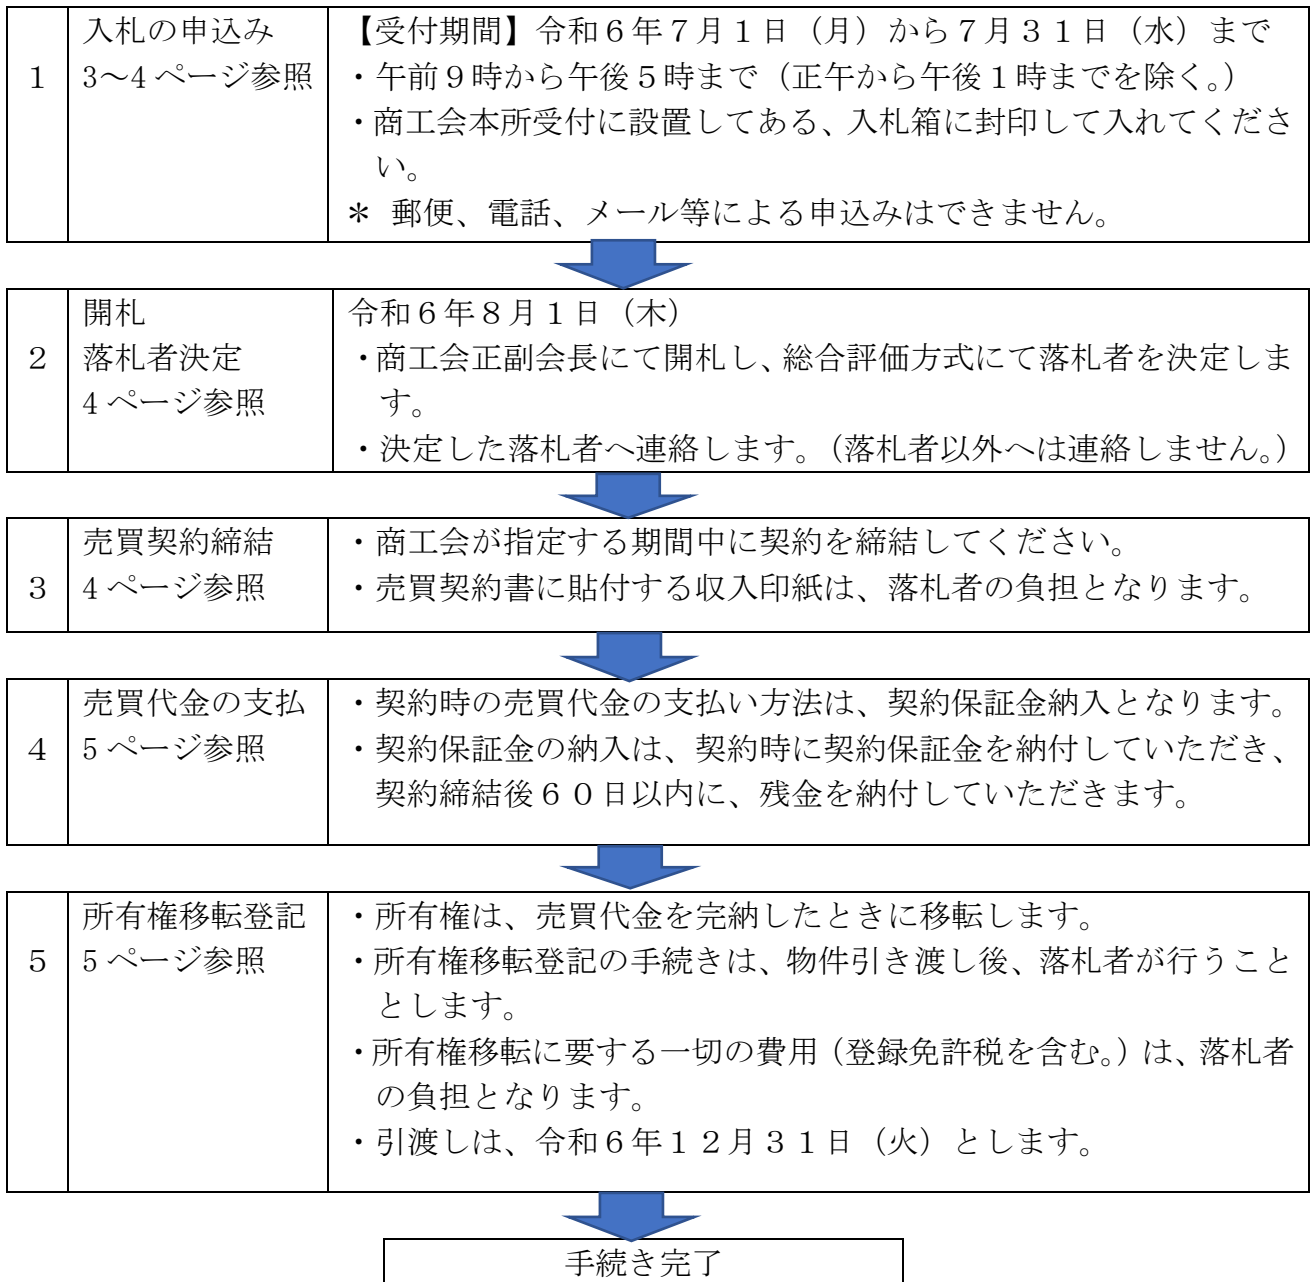 入札の申込み
3～4 ページ参照
1
【受付期間】令和６年７月１日（月）から７月３１日（水）まで
・午前９時から午後５時まで（正午から午後１時までを除く。）
・商工会本所受付に設置してある、入札箱に封印して入れてくださ
い。
＊ 郵便、電話、メール等による申込みはできません。
開札
2
落札者決定
4 ページ参照
令和６年８月１日（木）
・商工会正副会長にて開札し、総合評価方式にて落札者を決定しま
す。
・決定した落札者へ連絡します。（落札者以外へは連絡しません。）
売買契約締結
3
4 ページ参照
・商工会が指定する期間中に契約を締結してください。
・売買契約書に貼付する収入印紙は、落札者の負担となります。
売買代金の支払
4
5 ページ参照
・契約時の売買代金の支払い方法は、契約保証金納入となります。
・契約保証金の納入は、契約時に契約保証金を納付していただき、
契約締結後６０日以内に、残金を納付していただきます。
所有権移転登記
5
5 ページ参照
・所有権は、売買代金を完納したときに移転します。
・所有権移転登記の手続きは、物件引き渡し後、落札者が行うこと
とします。
・所有権移転に要する一切の費用（登録免許税を含む。）は、落札者
の負担となります。
・引渡しは、令和６年１２月３１日（火）とします。
手続き完了